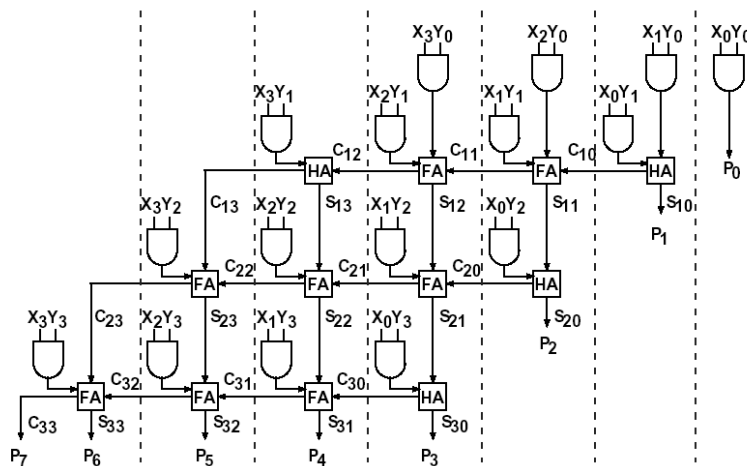 X3Y0 X2Y0 X1Y0 X0Y0
X3Y1 X2Y1 X1Y1 X0Y1
C12 C11 C10
HA FA FA HA
P0
C13 S13 S12 S11 S10
P1
X3Y2 X2Y2 X1Y2 X0Y2
C22 C21 C20
FA FA FA HA
C23 S23 S22 S21 S20
P2
X3Y3 X2Y3 X1Y3 X0Y3
C32 C31 C30
FA FA FA HA
C33 S33 S32 S31 S30
P7 P6 P5 P4 P3